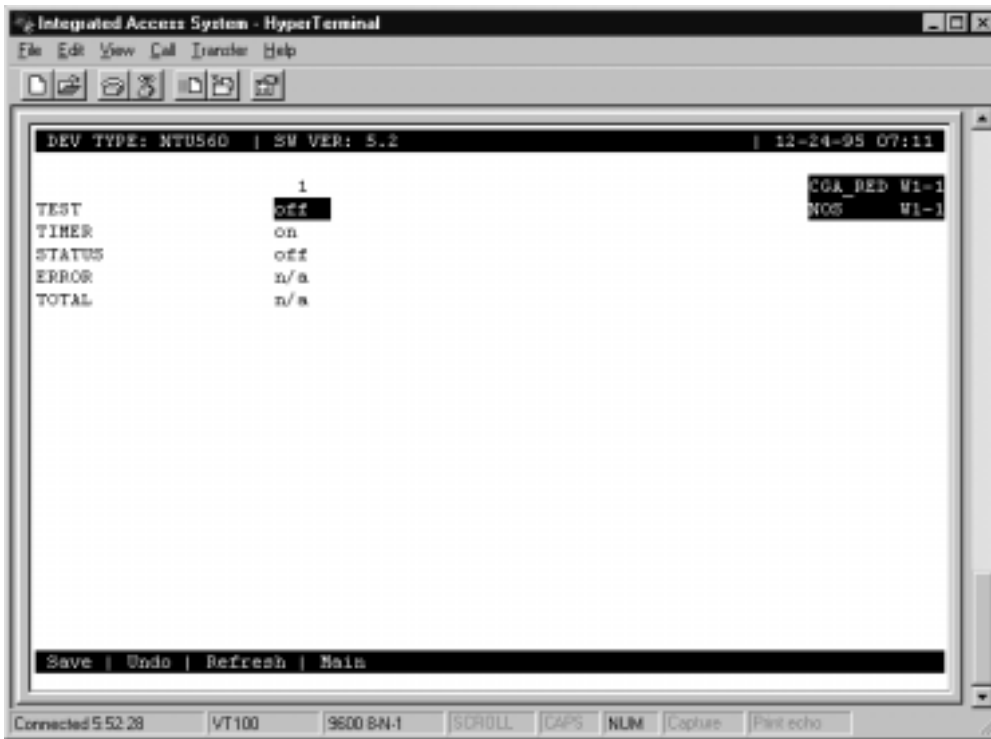 Integrated Access System - HyperTerminal
File Edit View Call Transfer Help
DEV TYPE: NTU560 | SW VER: 5.2 | 12-24-95 07:11
1 CGA_RED W1-1
TEST off NOS W1-1
TIMER on
STATUS off
ERROR n/a
TOTAL n/a
Save | Undo | Refresh | Main
Connected 5:52:28 VT100 9600 8-N-1 SCROLL CAPS NUM Capture Print echo